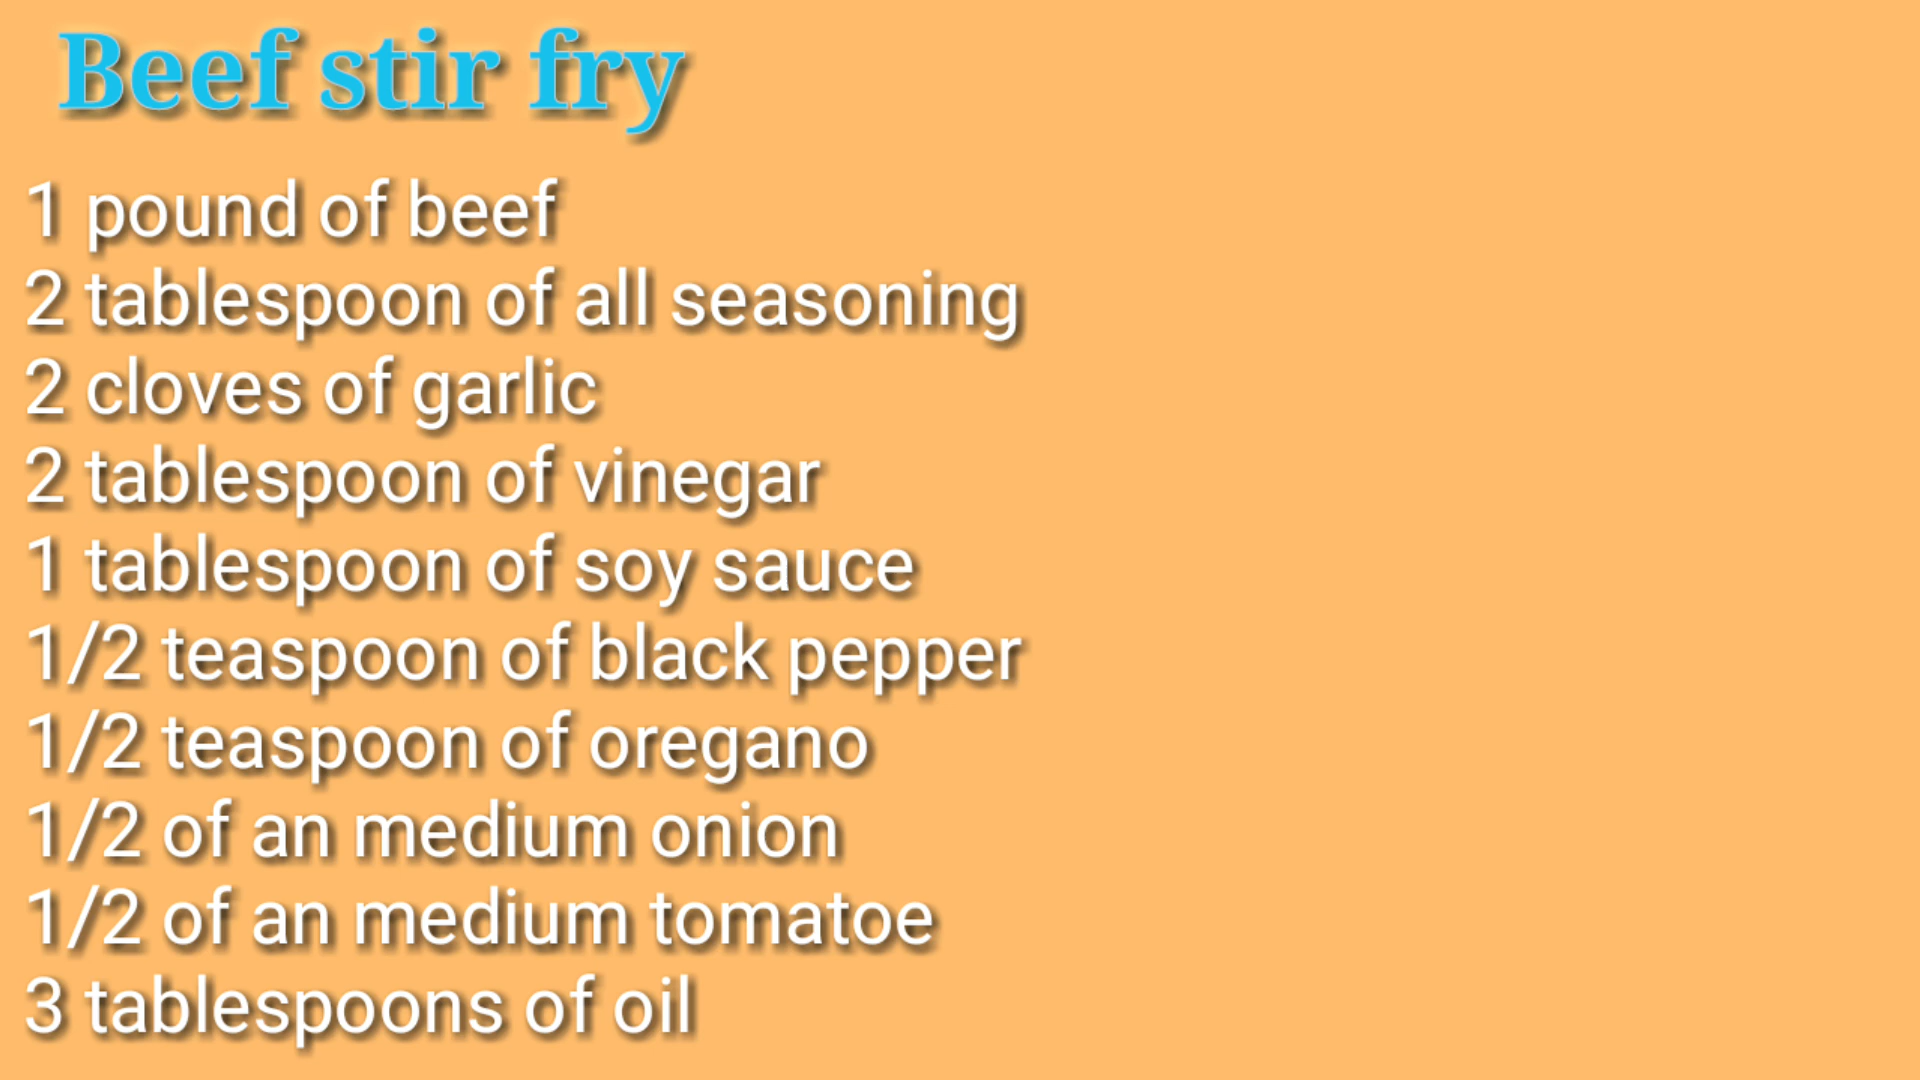 Beef stir fry
1 pound of beef
2 tablespoon of all seasoning
2 cloves of garlic
2 tablespoon of vinegar
1 tablespoon of soy sauce
1/2 teaspoon of black pepper
1/2 teaspoon of oregano
1/2 of an medium onion
1/2 of an medium tomatoe
3 tablespoons of oil